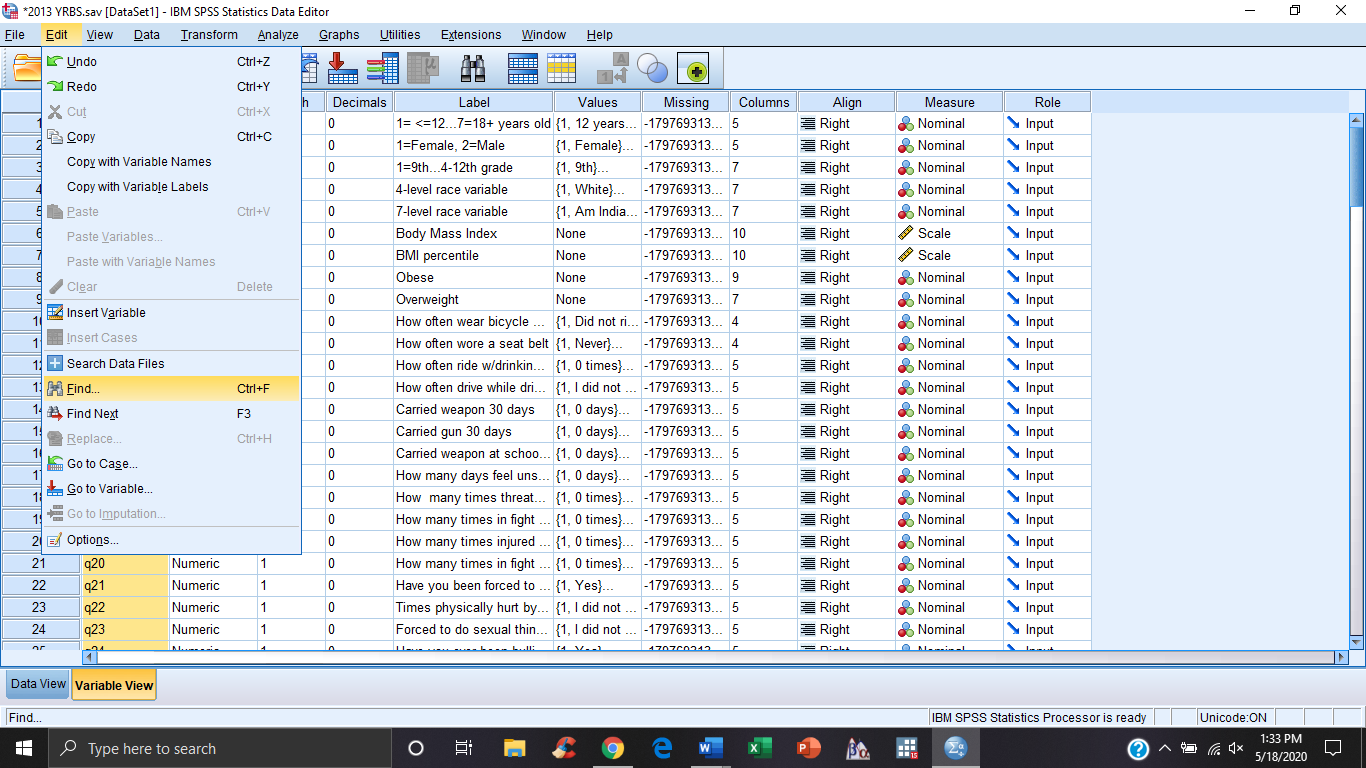 *2013 YRBS.sav [DataSet1] - IBM SPSS Statistics Data Editor
File Edit View Data Transform Analyze Graphs Utilities Extensions Window Help
Undo Ctrl+Z
Redo Ctrl+Y
Cut Ctrl+X
Copy Ctrl+C
Copy with Variable Names
Copy with Variable Labels
Paste Ctrl+V
Paste Variables...
Paste with Variable Names
Clear Delete
Insert Variable
Insert Cases
Search Data Files
Find... Ctrl+F
Find Next F3
Replace... Ctrl+H
Go to Case...
Go to Variable...
Go to Imputation...
Options...
Decimals Label Values Missing Columns Align Measure Role
0 1= <=12...7=18+ years old {1, 12 years... -179769313... 5 Right Nominal Input
0 1=Female, 2=Male {1, Female}... -179769313... 5 Right Nominal Input
0 1=9th...4-12th grade {1, 9th}... -179769313... 7 Right Nominal Input
0 4-level race variable {1, White}... -179769313... 7 Right Nominal Input
0 7-level race variable {1, Am India... -179769313... 7 Right Nominal Input
0 Body Mass Index None -179769313... 10 Right Scale Input
0 BMI percentile None -179769313... 10 Right Scale Input
0 Obese None -179769313... 9 Right Nominal Input
0 Overweight None -179769313... 7 Right Nominal Input
0 How often wear bicycle ... {1, Did not ri... -179769313... 4 Right Nominal Input
0 How often wore a seat belt {1, Never}... -179769313... 4 Right Nominal Input
0 How often ride w/drinkin... {1, 0 times}... -179769313... 5 Right Nominal Input
0 How often drive while dri... {1, I did not ... -179769313... 5 Right Nominal Input
0 Carried weapon 30 days {1, 0 days}... -179769313... 5 Right Nominal Input
0 Carried gun 30 days {1, 0 days}... -179769313... 5 Right Nominal Input
0 Carried weapon at schoo... {1, 0 days}... -179769313... 5 Right Nominal Input
0 How many days feel uns... {1, 0 days}... -179769313... 5 Right Nominal Input
0 How many times threat... {1, 0 times}... -179769313... 5 Right Nominal Input
0 How many times in fight ... {1, 0 times}... -179769313... 5 Right Nominal Input
0 How many times injured ... {1, 0 times}... -179769313... 5 Right Nominal Input
21 q20 Numeric 1 0 How many times in fight ... {1, 0 times}... -179769313... 5 Right Nominal Input
22 q21 Numeric 1 0 Have you been forced to ... {1, Yes}... -179769313... 5 Right Nominal Input
23 q22 Numeric 1 0 Times physically hurt by... {1, I did not ... -179769313... 5 Right Nominal Input
24 q23 Numeric 1 0 Forced to do sexual thin... {1, I did not ... -179769313... 5 Right Nominal Input
Data View Variable View
Find... IBM SPSS Statistics Processor is ready Unicode:ON
Type here to search
1:33 PM
5/18/2020